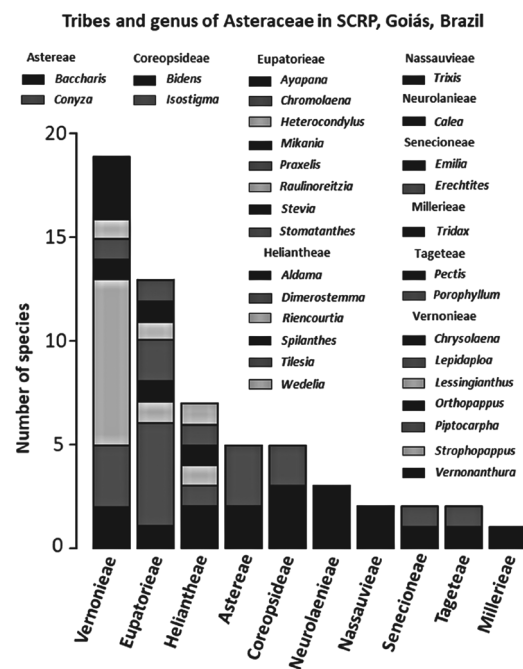 Tribes and genus of Asteraceae in SCRP, Goiás, Brazil
Astereae
Baccharis
Conyza
Coreopsideae
Bidens
Isostigma
Eupatorieae
Ayapana
Chromolaena
Heterocondylus
Mikania
Praxelis
Raulinoreitzia
Stevia
Stomatanthes
Heliantheae
Aldama
Dimerostemma
Riencourtia
Spilanthes
Tilesia
Wedelia
Nassauvieae
Trixis
Neurolanieae
Calea
Senecioneae
Emilia
Erechtites
Millerieae
Tridax
Tageteae
Pectis
Porophyllum
Vernonieae
Chrysolaena
Lepidaploa
Lessingianthus
Orthopappus
Piptocarpha
Strophopappus
Vernonanthura
Number of species
20
15
10
5
0
Vernonieae
Eupatorieae
Heliantheae
Astereae
Coreopsideae
Neurolaenieae
Nassauvieae
Senecioneae
Tageteae
Millerieae